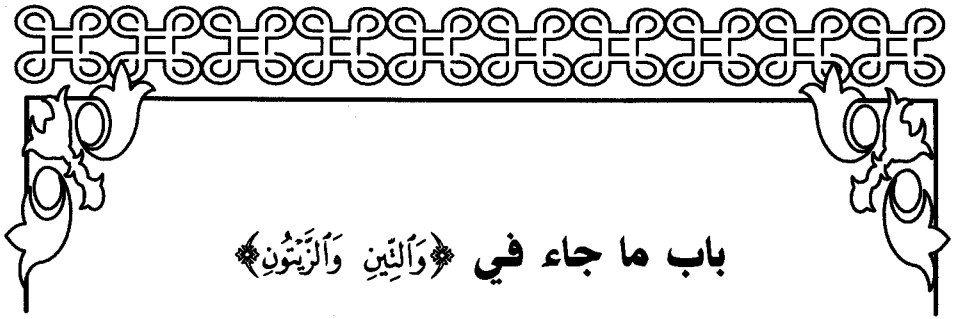 باب ما جاء في ﴿وَٱلتِّينِ وَٱلزَّيْتُونِ﴾